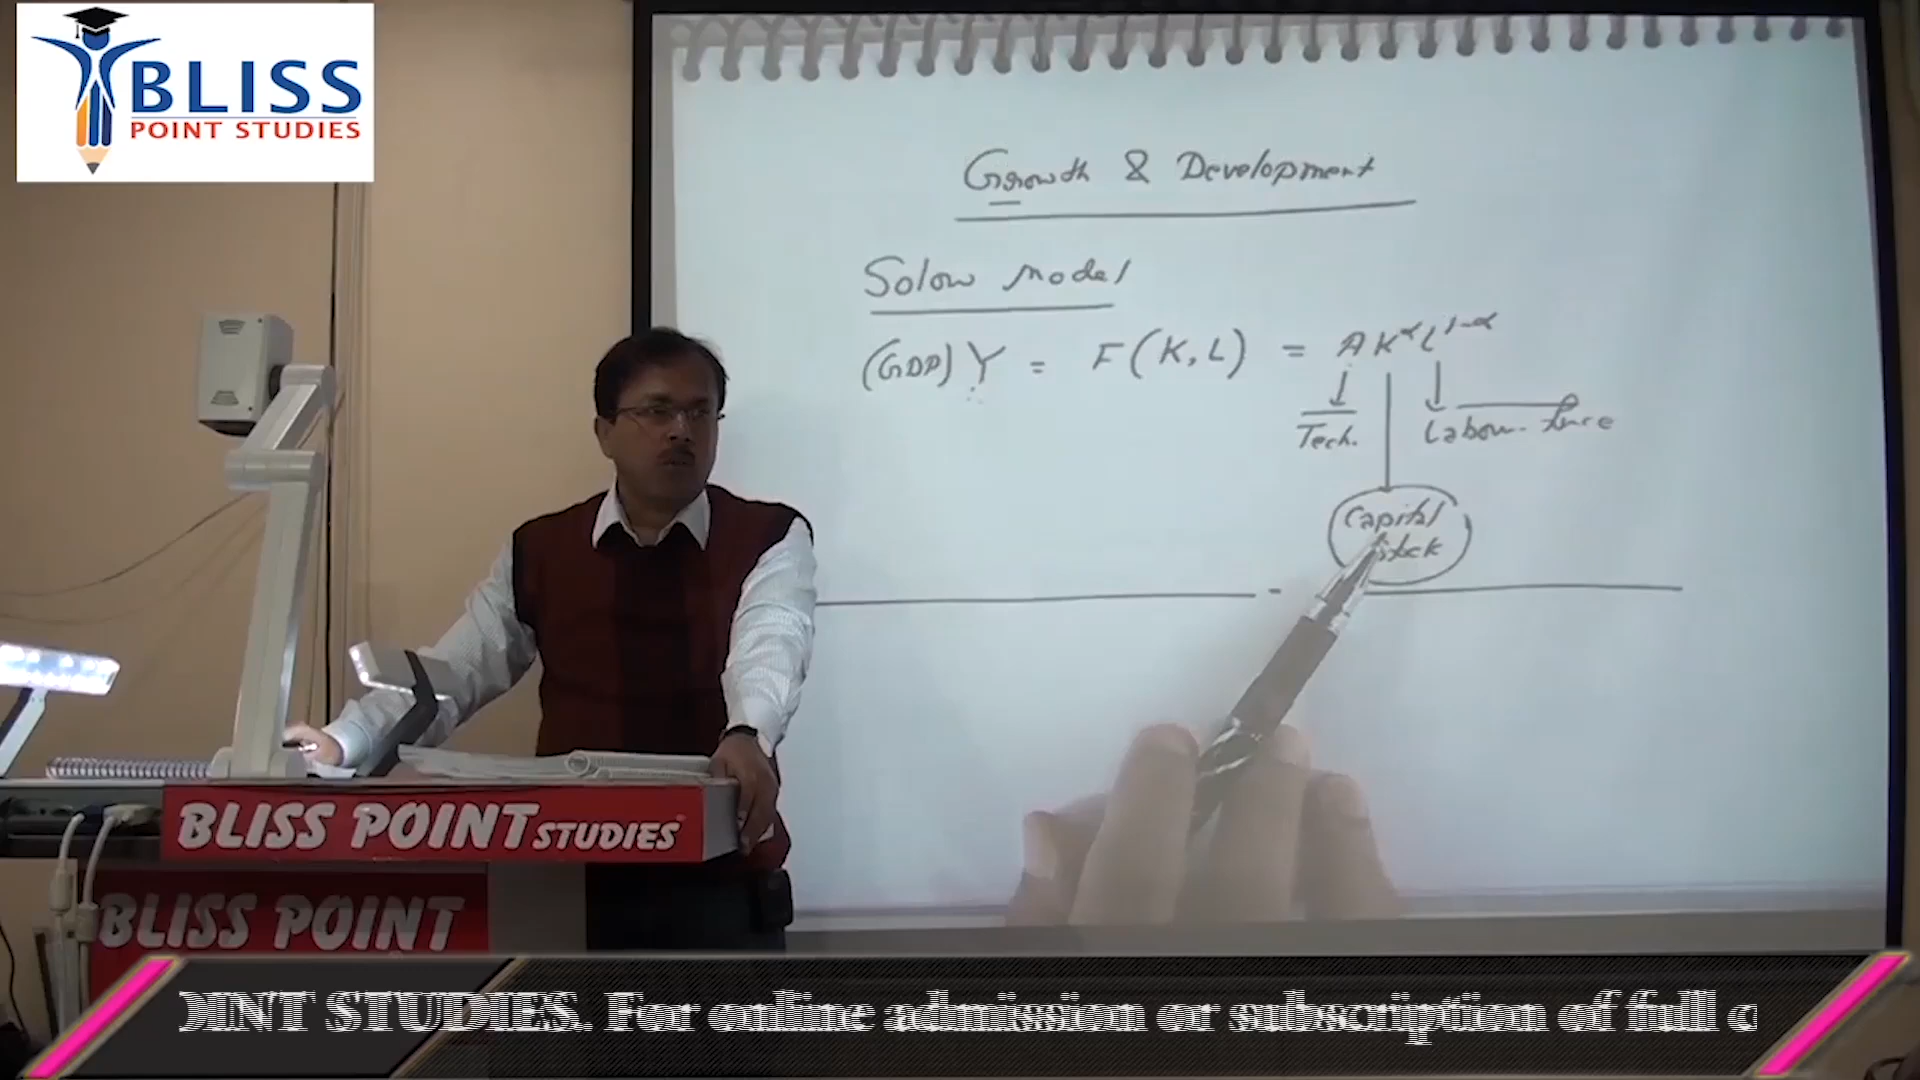 BLISS
POINT STUDIES
Growth & Development
Solow Model
(GDP) Y = F(K, L) = A K^α L^1-α
Tech.
Labour force
Capital
stock
BLISS POINT STUDIES
BLISS POINT
OINT STUDIES. For online admission or subscription of full c